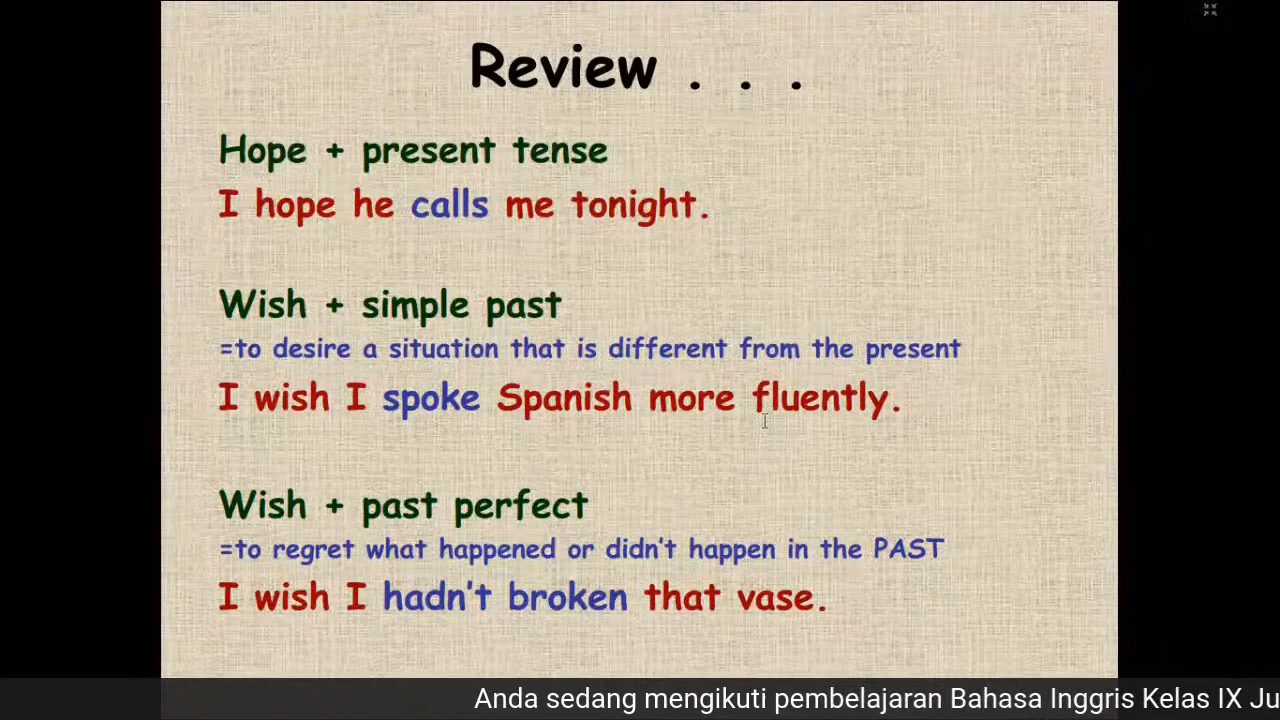 Review . . .
Hope + present tense
I hope he calls me tonight.
Wish + simple past
=to desire a situation that is different from the present
I wish I spoke Spanish more fluently.
Wish + past perfect
=to regret what happened or didn't happen in the PAST
I wish I hadn't broken that vase.
Anda sedang mengikuti pembelajaran Bahasa Inggris Kelas IX Ju